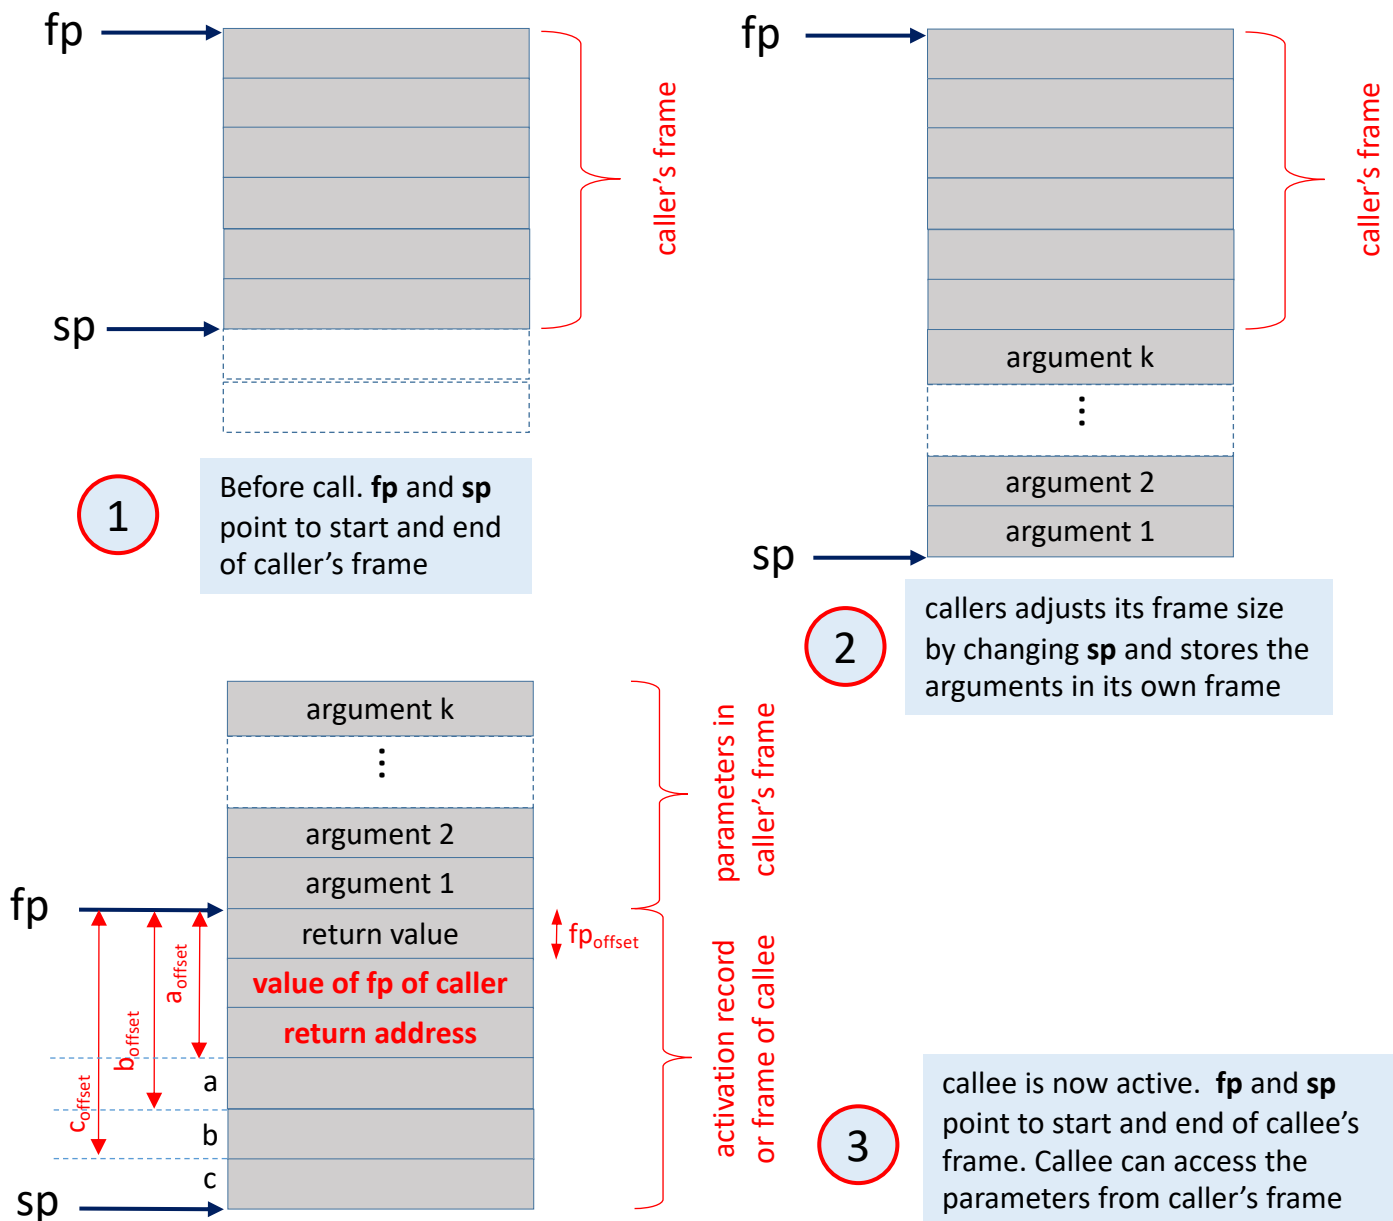 fp
caller's frame
sp
1
Before call. fp and sp
point to start and end
of caller's frame
fp
caller's frame
argument k
⋮
argument 2
argument 1
sp
2
callers adjusts its frame size
by changing sp and stores the
arguments in its own frame
argument k
⋮
argument 2
argument 1
parameters in
caller's frame
fp
return value
fpoffset
value of fp of caller
return address
aoffset
boffset
coffset
a
b
c
sp
activation record
or frame of callee
3
callee is now active. fp and sp
point to start and end of callee's
frame. Callee can access the
parameters from caller's frame